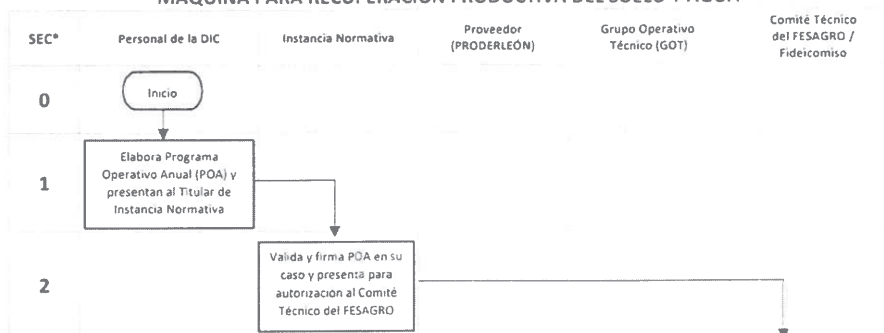 MAQUINA PARA RECUPERACIÓN PRODUCTIVA DEL SUELO Y AGUA
SEC* Personal de la DIC Instancia Normativa Proveedor (PRODERLEÓN) Grupo Operativo Técnico (GOT) Comité Técnico del FESAGRO / Fideicomiso
0
Inicio
1
Elabora Programa
Operativo Anual (POA) y
presentan al Titular de
Instancia Normativa
2
Valida y firma POA en su
caso y presenta para
autorización al Comité
Técnico del FESAGRO